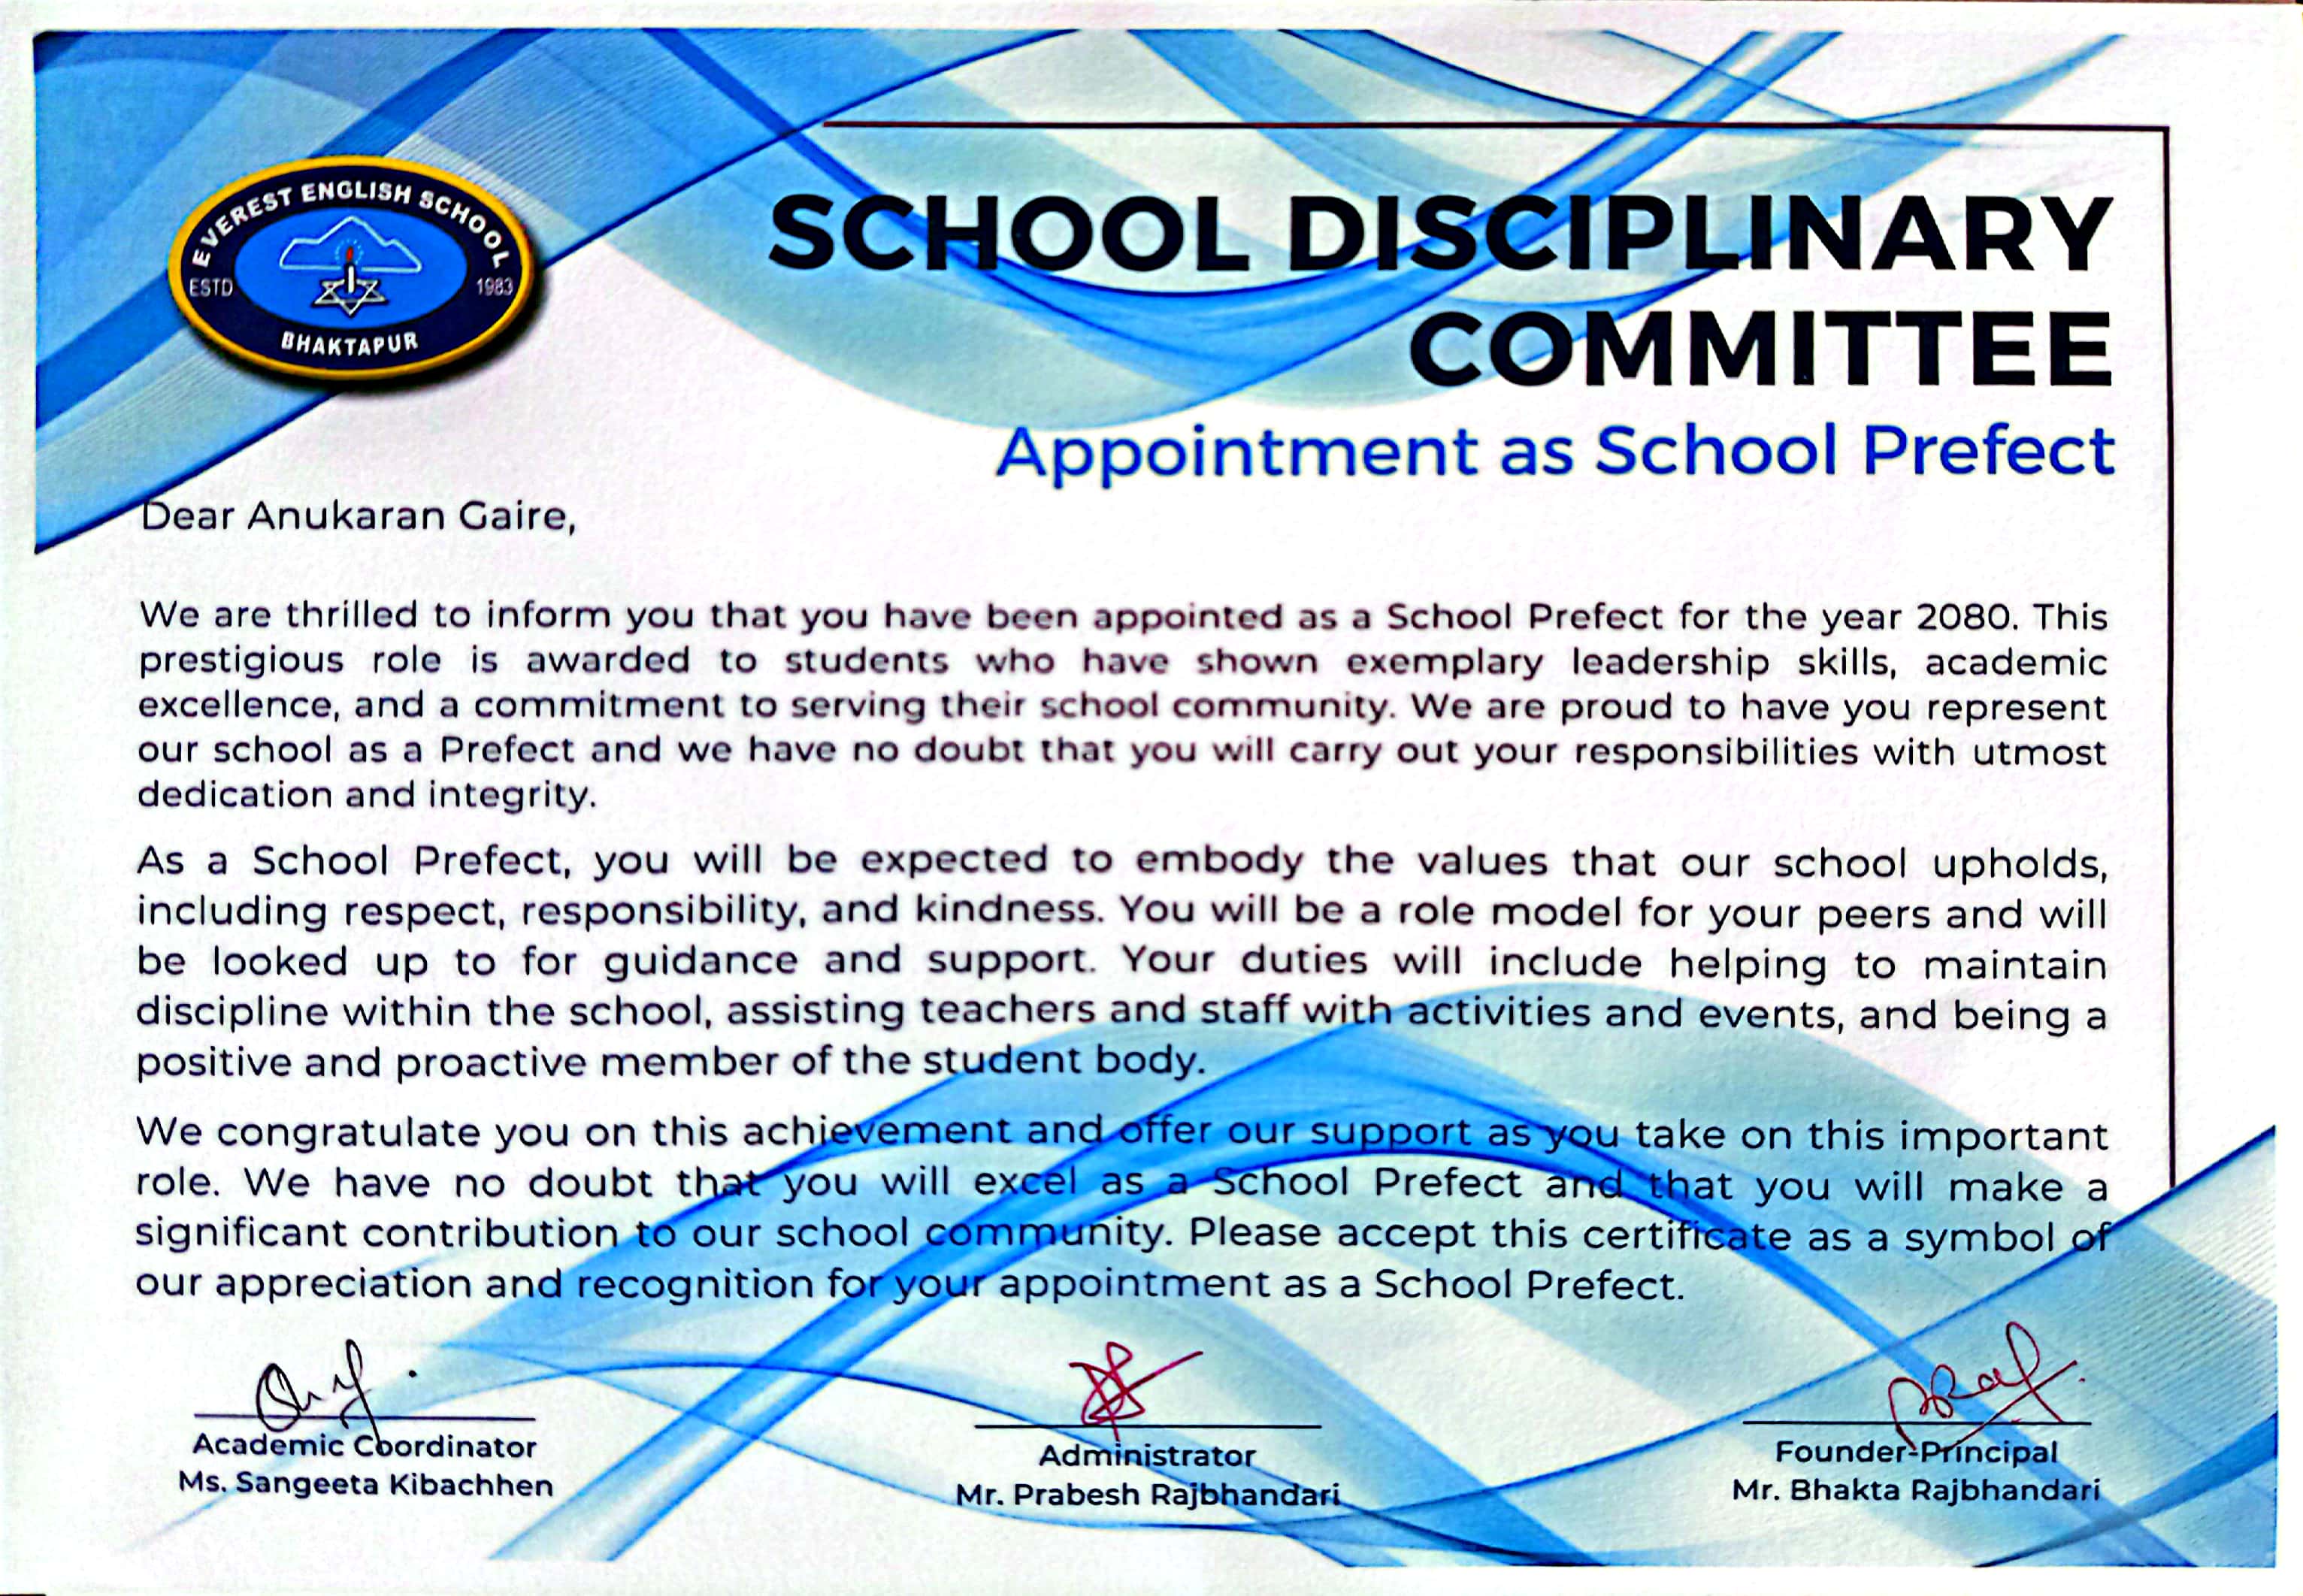 EVEREST ENGLISH SCHOOL
ESTD 1983
BHAKTAPUR
SCHOOL DISCIPLINARY
COMMITTEE
Appointment as School Prefect
Dear Anukaran Gaire,
We are thrilled to inform you that you have been appointed as a School Prefect for the year 2080. This
prestigious role is awarded to students who have shown exemplary leadership skills, academic
excellence, and a commitment to serving their school community. We are proud to have you represent
our school as a Prefect and we have no doubt that you will carry out your responsibilities with utmost
dedication and integrity.
As a School Prefect, you will be expected to embody the values that our school upholds,
including respect, responsibility, and kindness. You will be a role model for your peers and will
be looked up to for guidance and support. Your duties will include helping to maintain
discipline within the school, assisting teachers and staff with activities and events, and being a
positive and proactive member of the student body.
We congratulate you on this achievement and offer our support as you take on this important
role. We have no doubt that you will excel as a School Prefect and that you will make a
significant contribution to our school community. Please accept this certificate as a symbol of
our appreciation and recognition for your appointment as a School Prefect.
Academic Coordinator
Ms. Sangeeta Kibachhen
Administrator
Mr. Prabesh Rajbhandari
Founder-Principal
Mr. Bhakta Rajbhandari